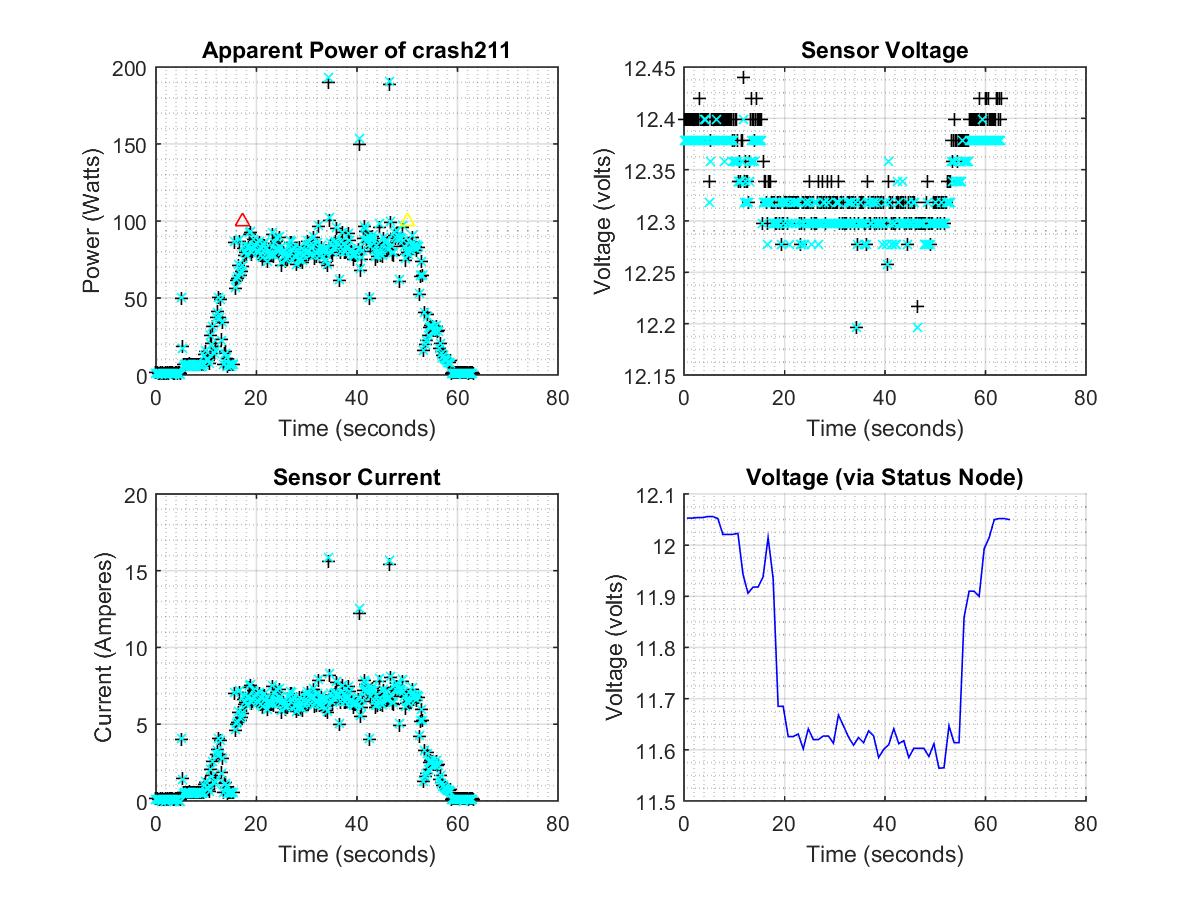 Apparent Power of crash211
200
150
100
50
0
Power (Watts)
0 20 40 60 80
Time (seconds)
Sensor Voltage
12.45
12.4
12.35
12.3
12.25
12.2
12.15
Voltage (volts)
0 20 40 60 80
Time (seconds)
Sensor Current
20
15
10
5
0
Current (Amperes)
0 20 40 60 80
Time (seconds)
Voltage (via Status Node)
12.1
12
11.9
11.8
11.7
11.6
11.5
Voltage (volts)
0 20 40 60 80
Time (seconds)